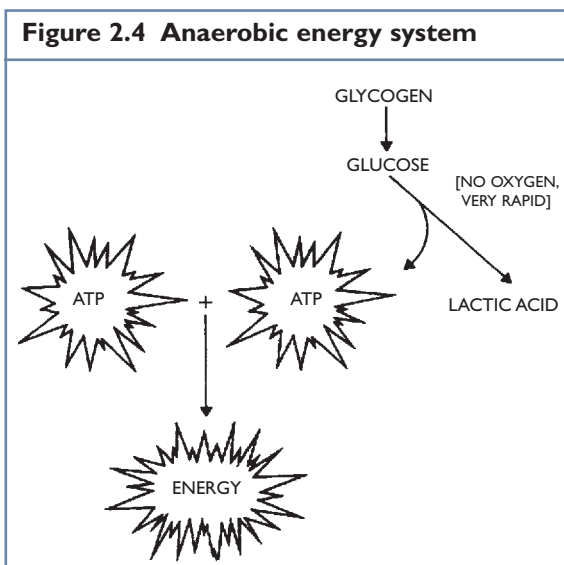 Figure 2.4 Anaerobic energy system
GLYCOGEN
GLUCOSE
[NO OXYGEN,
VERY RAPID]
ATP + ATP
LACTIC ACID
ENERGY